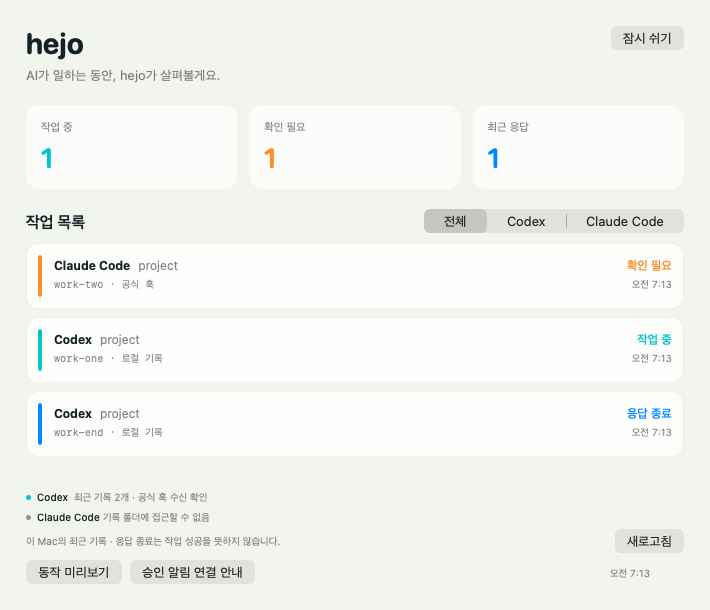 hejo
잠시 쉬기
AI가 일하는 동안, hejo가 살펴볼게요.
작업 중
1
확인 필요
1
최근 응답
1
작업 목록
전체
Codex
Claude Code
Claude Code project
확인 필요
work-two · 공식 훅
오전 7:13
Codex project
작업 중
work-one · 로컬 기록
오전 7:13
Codex project
응답 종료
work-end · 로컬 기록
오전 7:13
Codex 최근 기록 2개 · 공식 훅 수신 확인
Claude Code 기록 폴더에 접근할 수 없음
이 Mac의 최근 기록 · 응답 종료는 작업 성공을 뜻하지 않습니다.
새로고침
동작 미리보기
승인 알림 연결 안내
오전 7:13